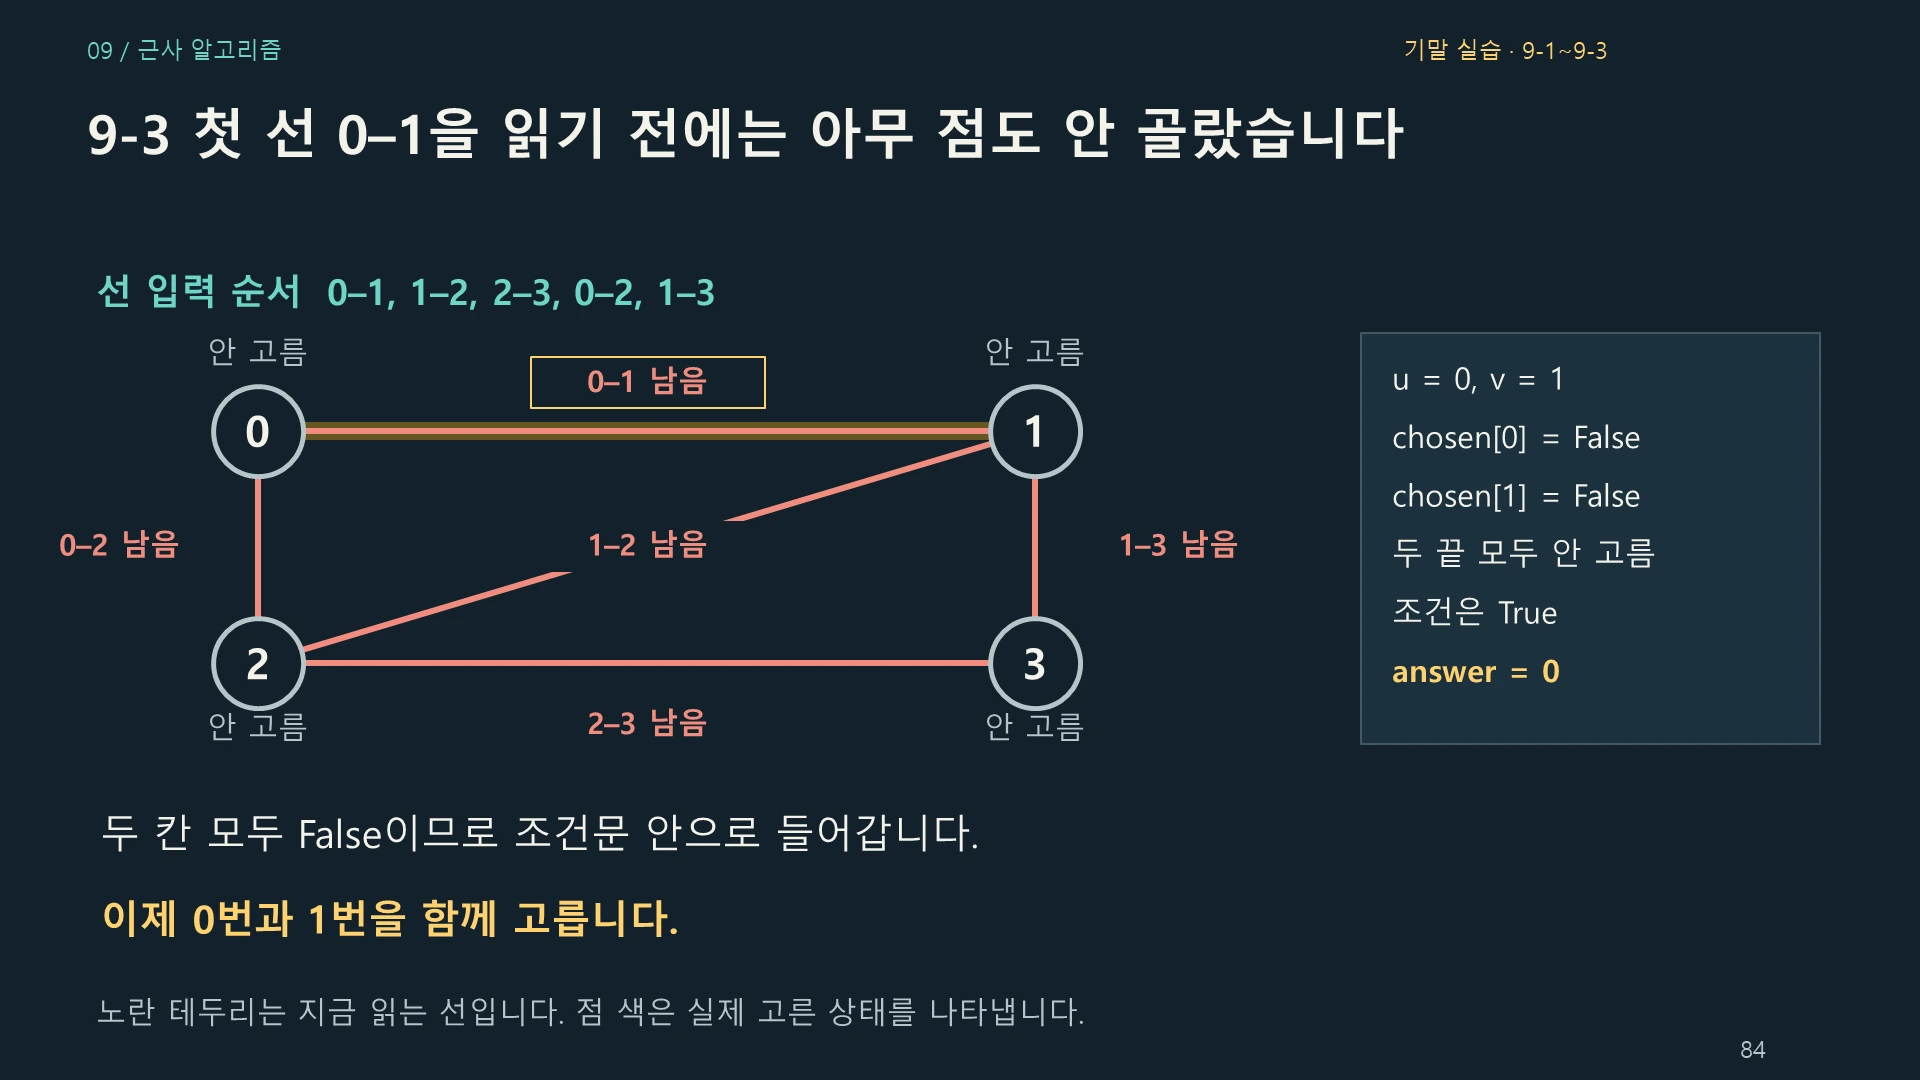 09 / 근사 알고리즘
기말 실습 · 9-1~9-3
9-3 첫 선 0–1을 읽기 전에는 아무 점도 안 골랐습니다
선 입력 순서 0–1, 1–2, 2–3, 0–2, 1–3
안 고름
안 고름
0–1 남음
0
1
0–2 남음
1–2 남음
1–3 남음
2
3
안 고름
2–3 남음
안 고름
u = 0, v = 1
chosen[0] = False
chosen[1] = False
두 끝 모두 안 고름
조건은 True
answer = 0
두 칸 모두 False이므로 조건문 안으로 들어갑니다.
이제 0번과 1번을 함께 고릅니다.
노란 테두리는 지금 읽는 선입니다. 점 색은 실제 고른 상태를 나타냅니다.
84